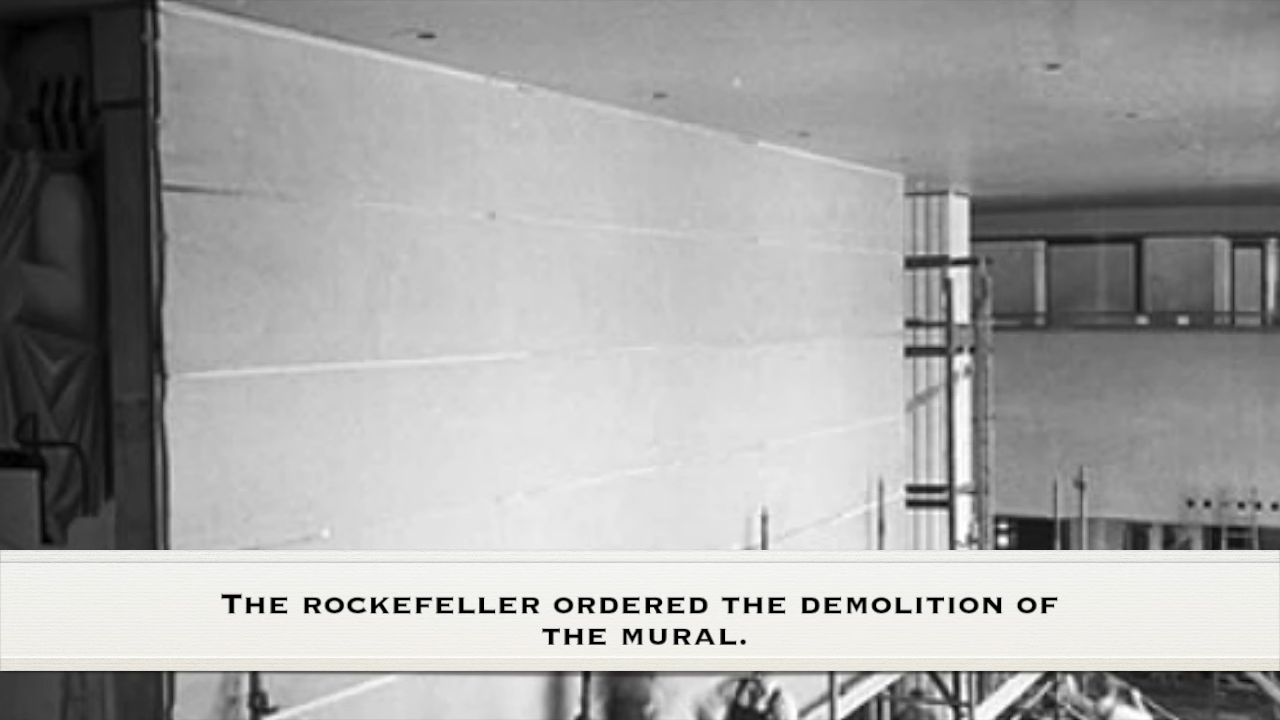 The rockefeller ordered the demolition of
the mural.